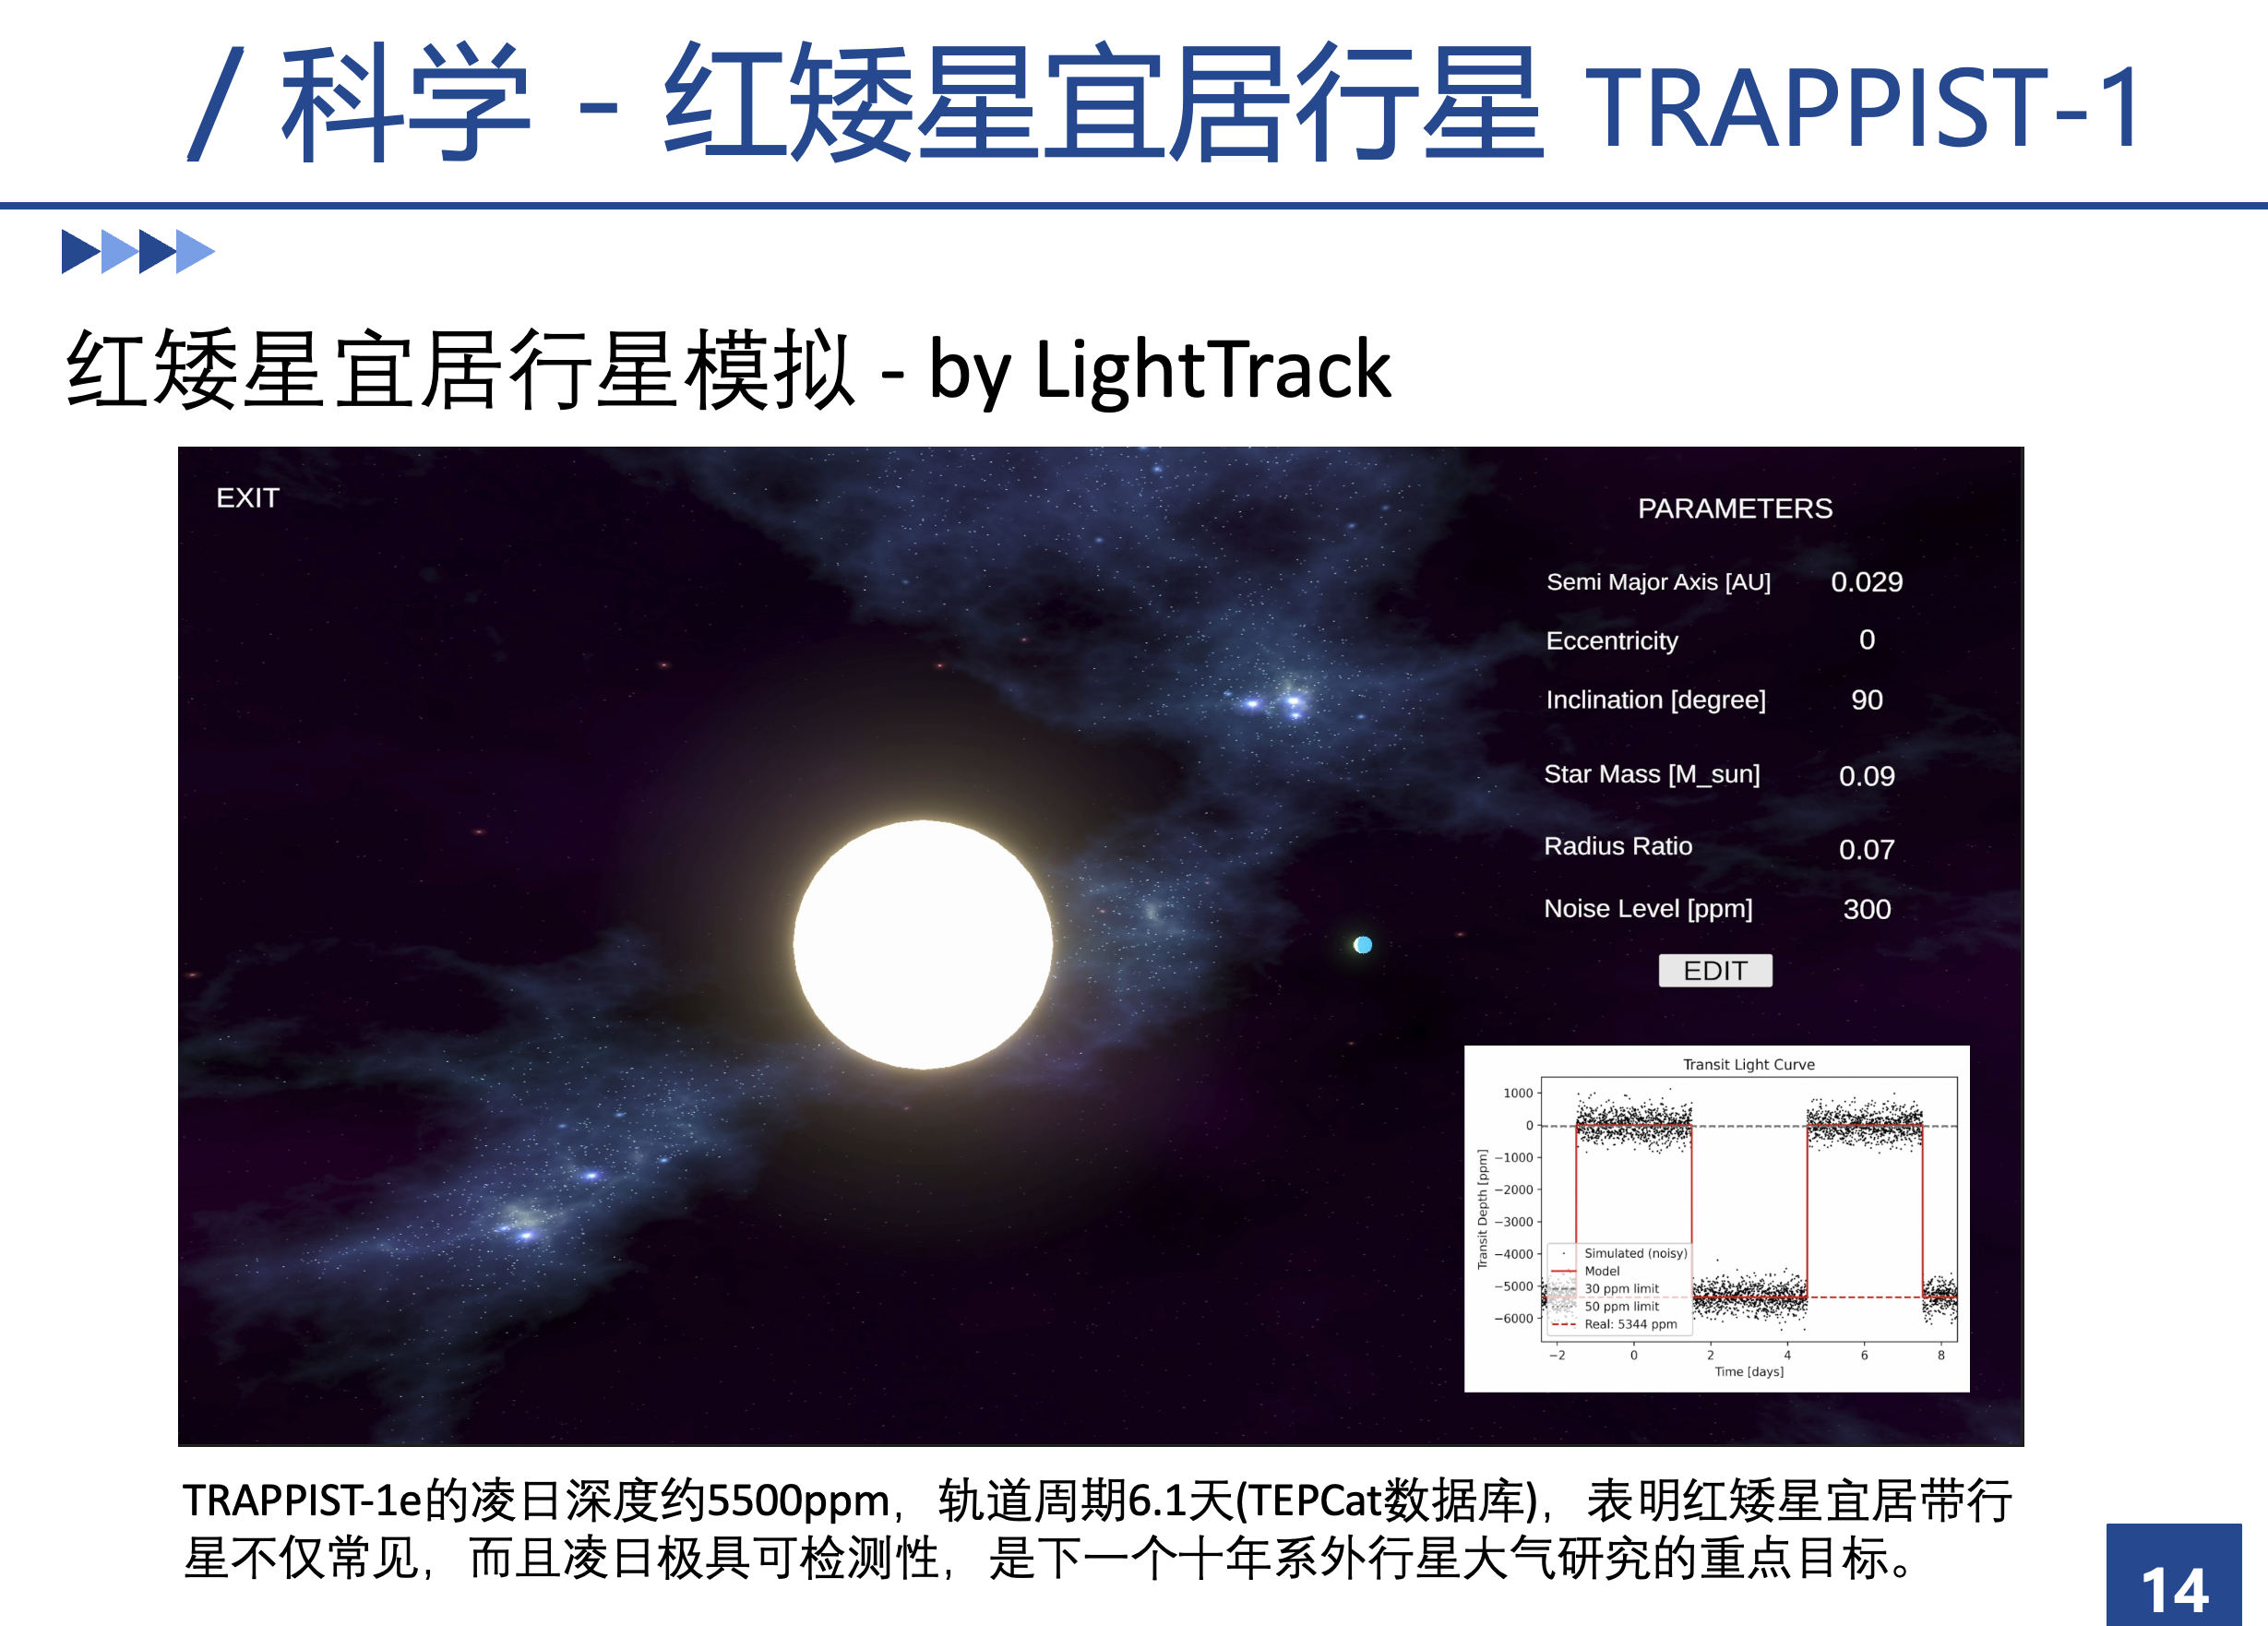 / 科学 - 红矮星宜居行星 TRAPPIST-1
红矮星宜居行星模拟 - by LightTrack
EXIT
PARAMETERS
Semi Major Axis [AU] 0.029
Eccentricity 0
Inclination [degree] 90
Star Mass [M_sun] 0.09
Radius Ratio 0.07
Noise Level [ppm] 300
EDIT
Transit Light Curve
Transit Depth [ppm]
1000
0
−1000
−2000
−3000
−4000
−5000
−6000
Simulated (noisy)
Model
30 ppm limit
50 ppm limit
Real: 5344 ppm
−2 0 2 4 6 8
Time [days]
TRAPPIST-1e的凌日深度约5500ppm，轨道周期6.1天(TEPCat数据库)，表明红矮星宜居带行
星不仅常见，而且凌日极具可检测性，是下一个十年系外行星大气研究的重点目标。
14